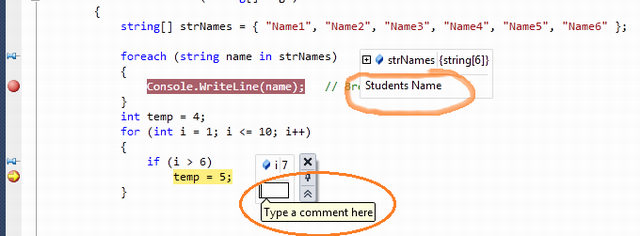 {
string[] strNames = { "Name1", "Name2", "Name3", "Name4", "Name5", "Name6" };
foreach (string name in strNames)
strNames {string[6]}
{
Students Name
Console.WriteLine(name); // Br
}
int temp = 4;
for (int i = 1; i <= 10; i++)
{
if (i > 6)
i 7
temp = 5;
Type a comment here
}